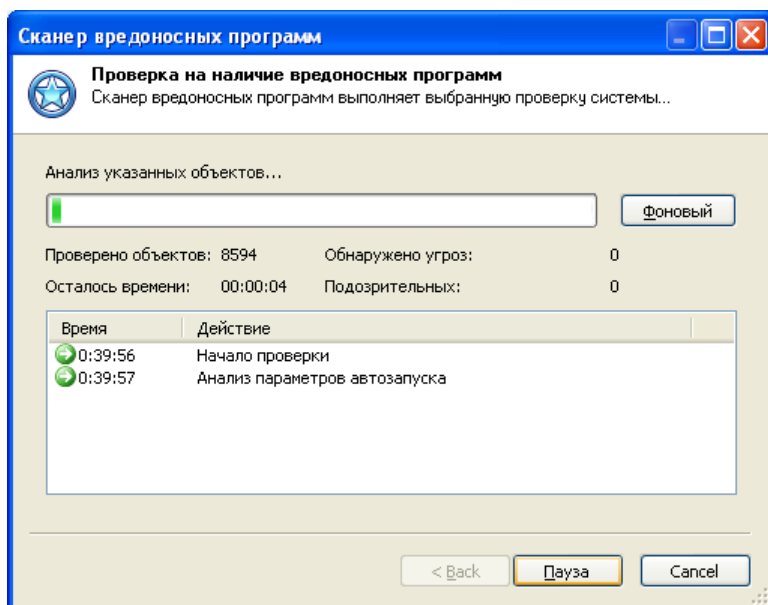 Сканер вредоносных программ
Проверка на наличие вредоносных программ
Сканер вредоносных программ выполняет выбранную проверку системы...
Анализ указанных объектов...
Фоновый
Проверено объектов: 8594 Обнаружено угроз: 0
Осталось времени: 00:00:04 Подозрительных: 0
Время Действие
0:39:56 Начало проверки
0:39:57 Анализ параметров автозапуска
< Back Пауза Cancel